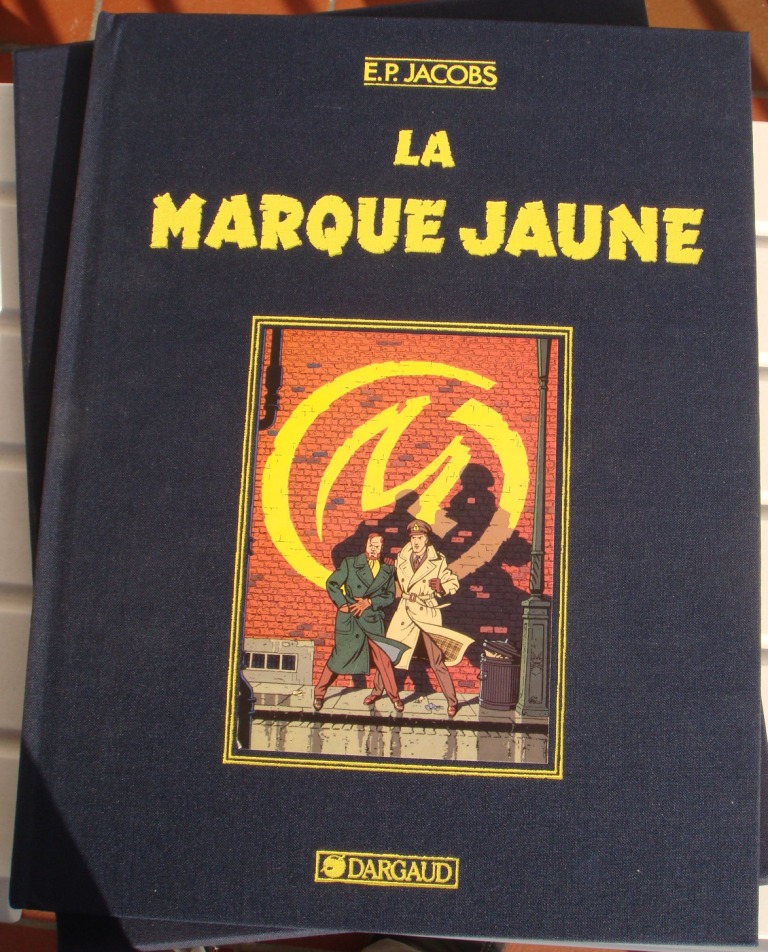 E.P. JACOBS
LA
MARQUE JAUNE
DARGAUD